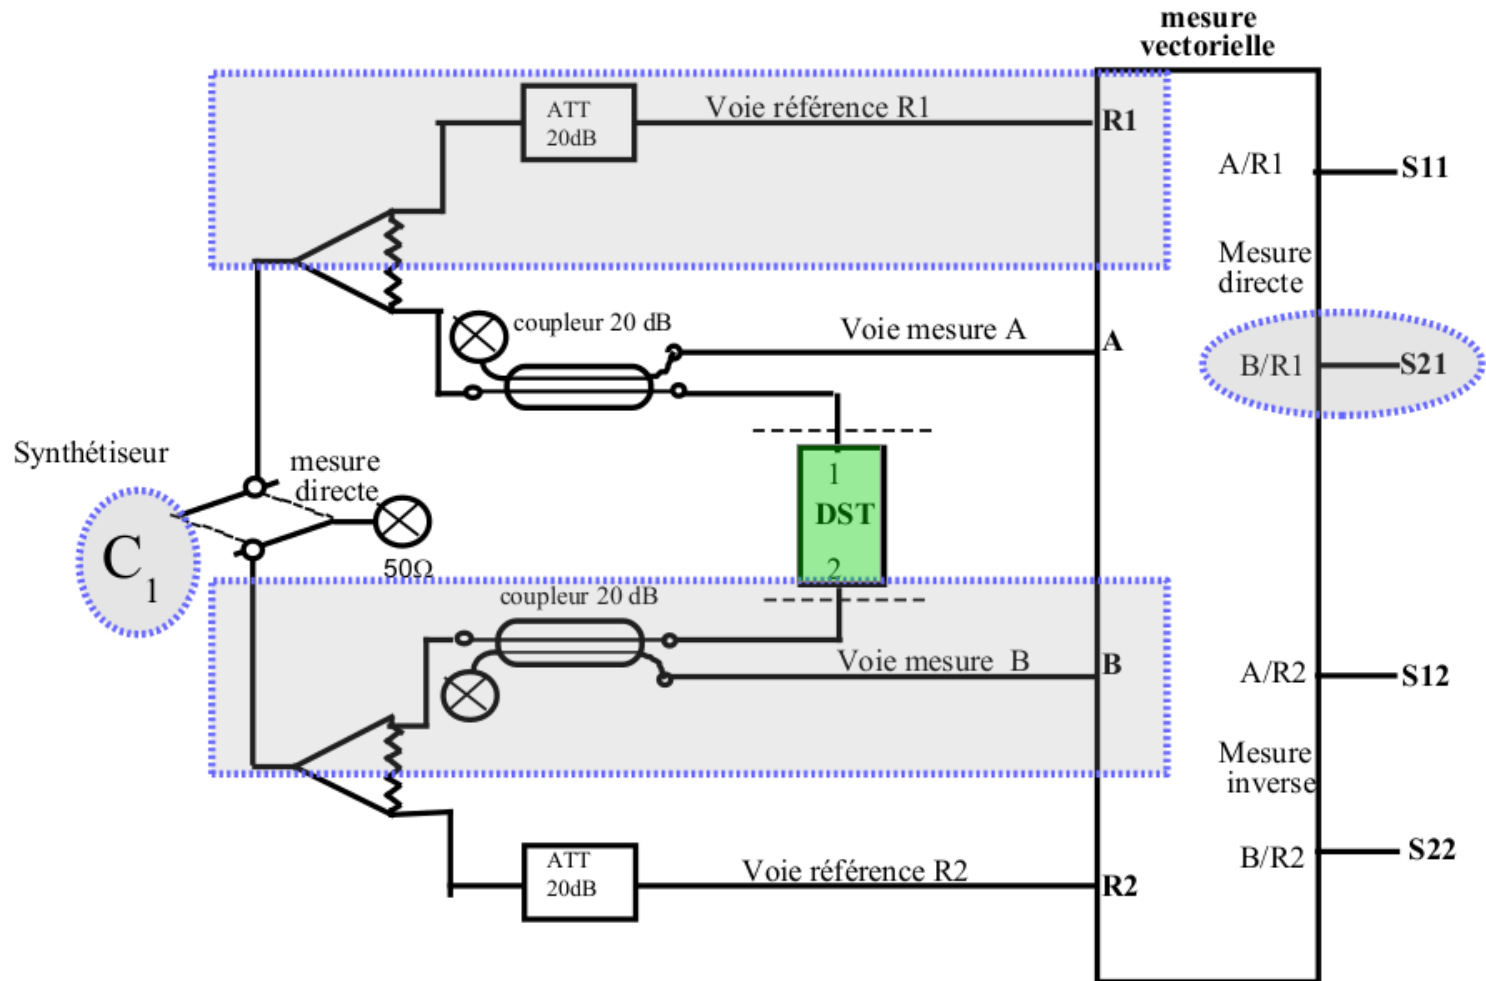 mesure
vectorielle
ATT
20dB
Voie référence R1
R1
A/R1
S11
Mesure
directe
coupleur 20 dB
Voie mesure A
A
B/R1
S21
Synthétiseur
mesure
directe
1
DST
2
C1
50Ω
coupleur 20 dB
Voie mesure B
B
A/R2
S12
Mesure
inverse
ATT
20dB
Voie référence R2
R2
B/R2
S22